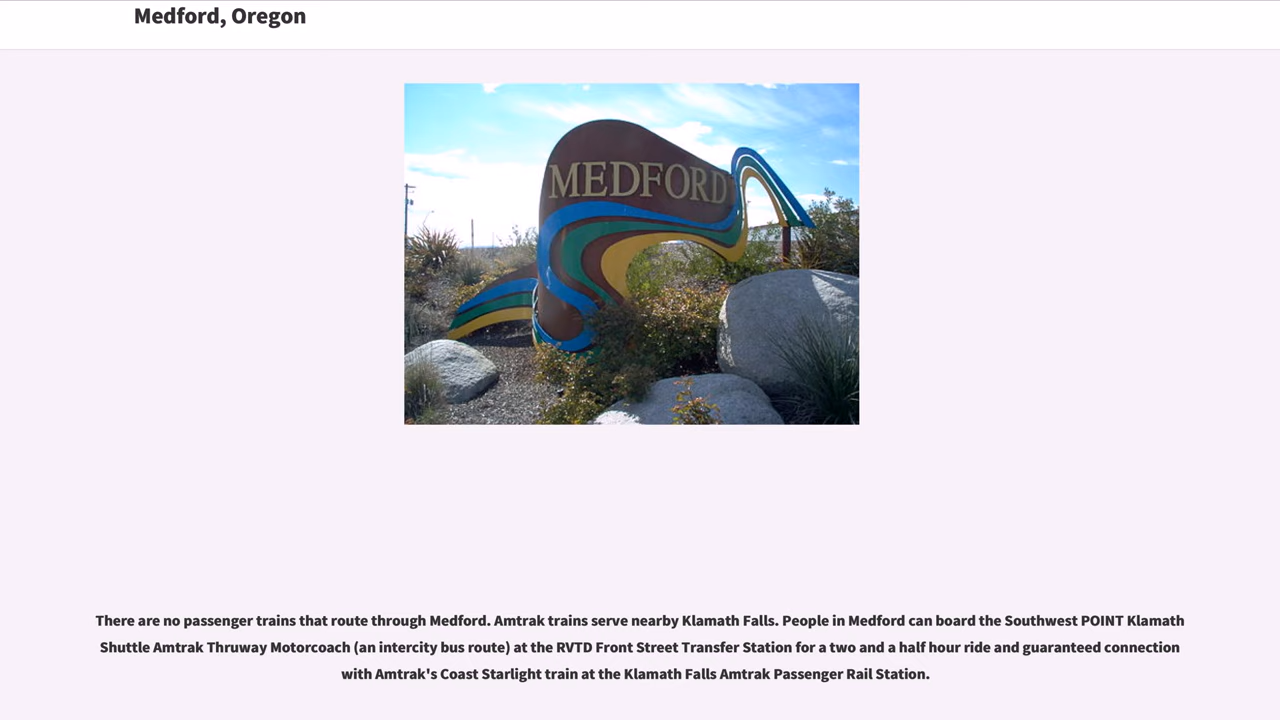 Medford, Oregon
MEDFORD
There are no passenger trains that route through Medford. Amtrak trains serve nearby Klamath Falls. People in Medford can board the Southwest POINT Klamath
Shuttle Amtrak Thruway Motorcoach (an intercity bus route) at the RVTD Front Street Transfer Station for a two and a half hour ride and guaranteed connection
with Amtrak's Coast Starlight train at the Klamath Falls Amtrak Passenger Rail Station.